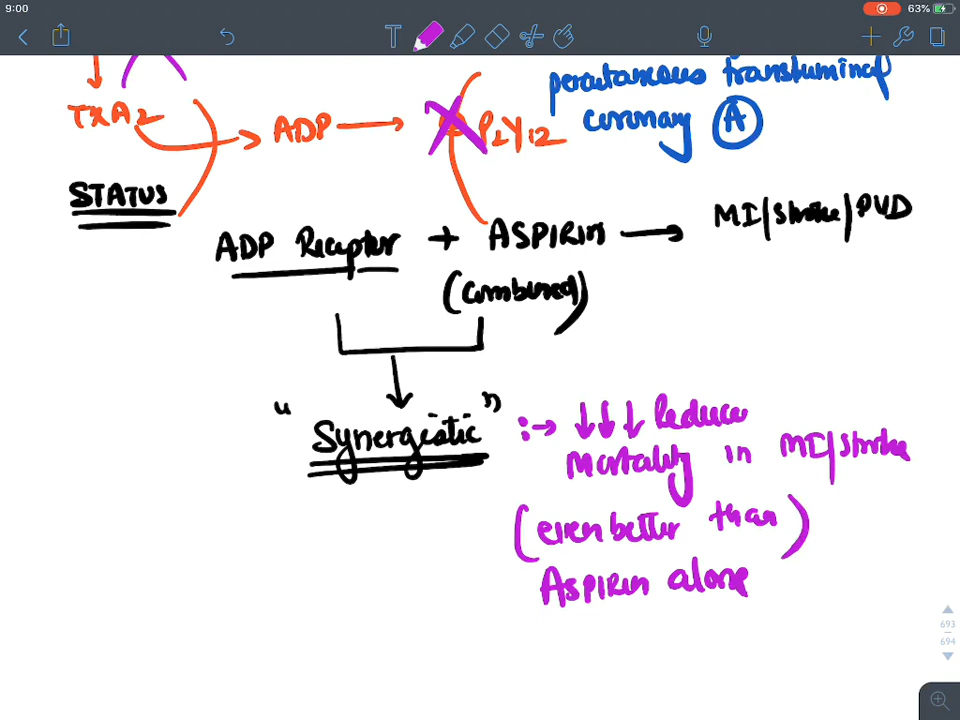 9:00
63%
T
percutaneous transluminal
coronary A
TXA2
ADP
P2Y12
STATUS
ADP Receptor + ASPIRIN → MI/Stroke/PVD
(Combined)
"Synergistic" :→ ↓↓↓ Reduce
Mortality in MI/Stroke
(even better than)
Aspirin alone
693
694